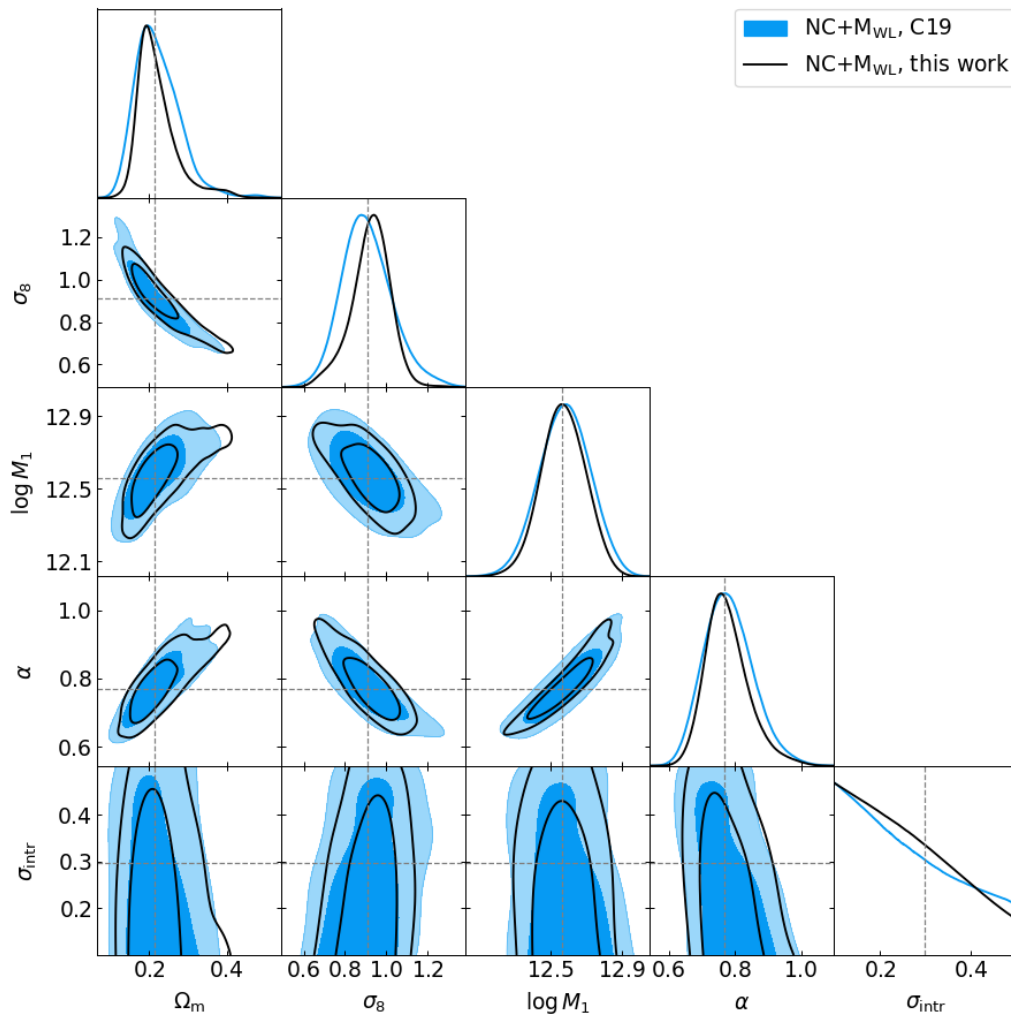 NC+M_WL, C19
NC+M_WL, this work
1.2
1.0
0.8
0.6
σ_8
12.9
12.5
12.1
log M_1
1.0
0.8
0.6
α
0.4
0.3
0.2
σ_intr
0.2 0.4
0.8 1.0 1.2
12.5 12.9
0.6 0.8 1.0
0.2 0.4
Ω_m
σ_8
log M_1
α
σ_intr